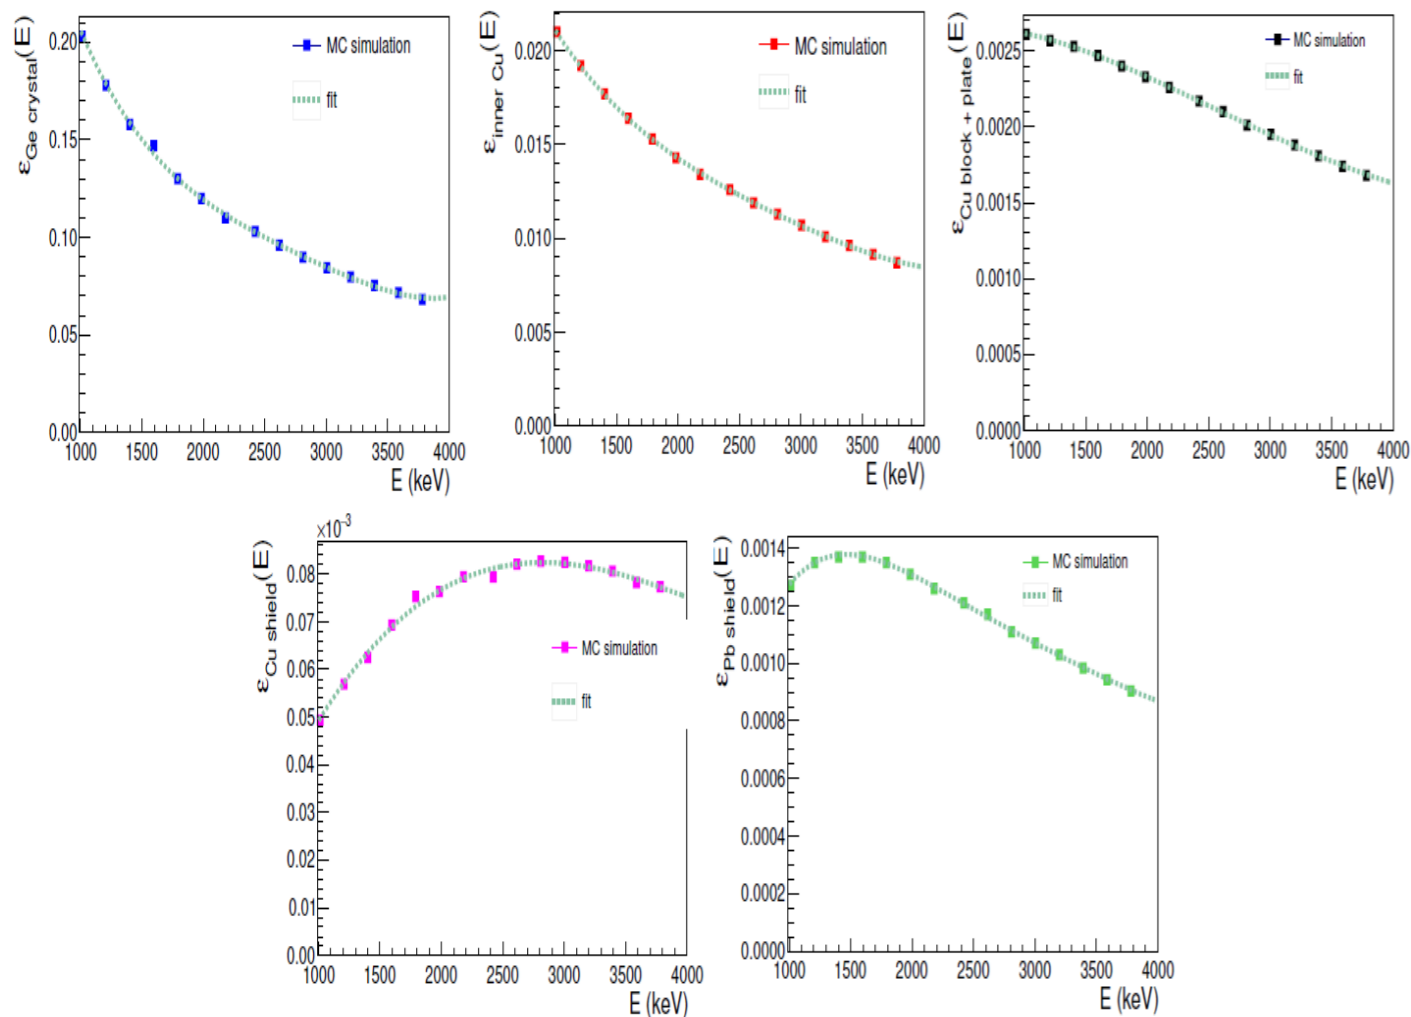 ε_Ge crystal(E)
0.20
0.15
0.10
0.05
0.00
MC simulation
fit
1000 1500 2000 2500 3000 3500 4000
E (keV)
ε_inner Cu(E)
0.020
0.015
0.010
0.005
0.000
MC simulation
fit
1000 1500 2000 2500 3000 3500 4000
E (keV)
ε_Cu block + plate(E)
0.0025
0.0020
0.0015
0.0010
0.0005
0.0000
MC simulation
fit
1000 1500 2000 2500 3000 3500 4000
E (keV)
×10⁻³
ε_Cu shield(E)
0.08
0.07
0.06
0.05
0.04
0.03
0.02
0.01
0.00
MC simulation
fit
1000 1500 2000 2500 3000 3500 4000
E (keV)
ε_Pb shield(E)
0.0014
0.0012
0.0010
0.0008
0.0006
0.0004
0.0002
0.0000
MC simulation
fit
1000 1500 2000 2500 3000 3500 4000
E (keV)